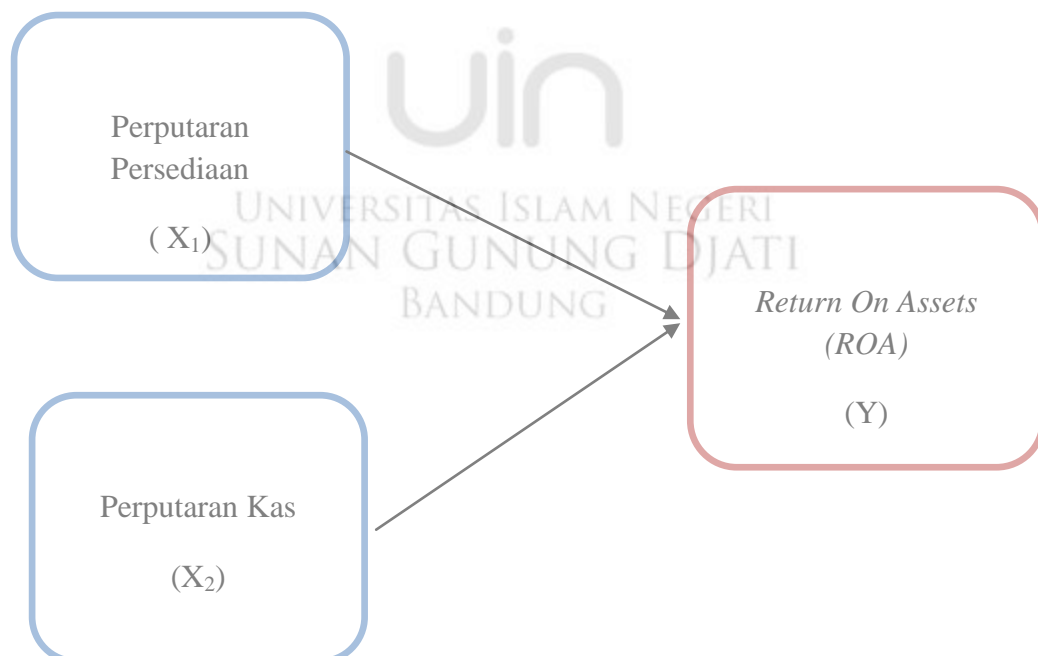 uin
UNIVERSITAS ISLAM NEGERI
SUNAN GUNUNG DJATI
BANDUNG
Perputaran
Persediaan
( X₁)
Return On Assets
(ROA)
(Y)
Perputaran Kas
(X₂)